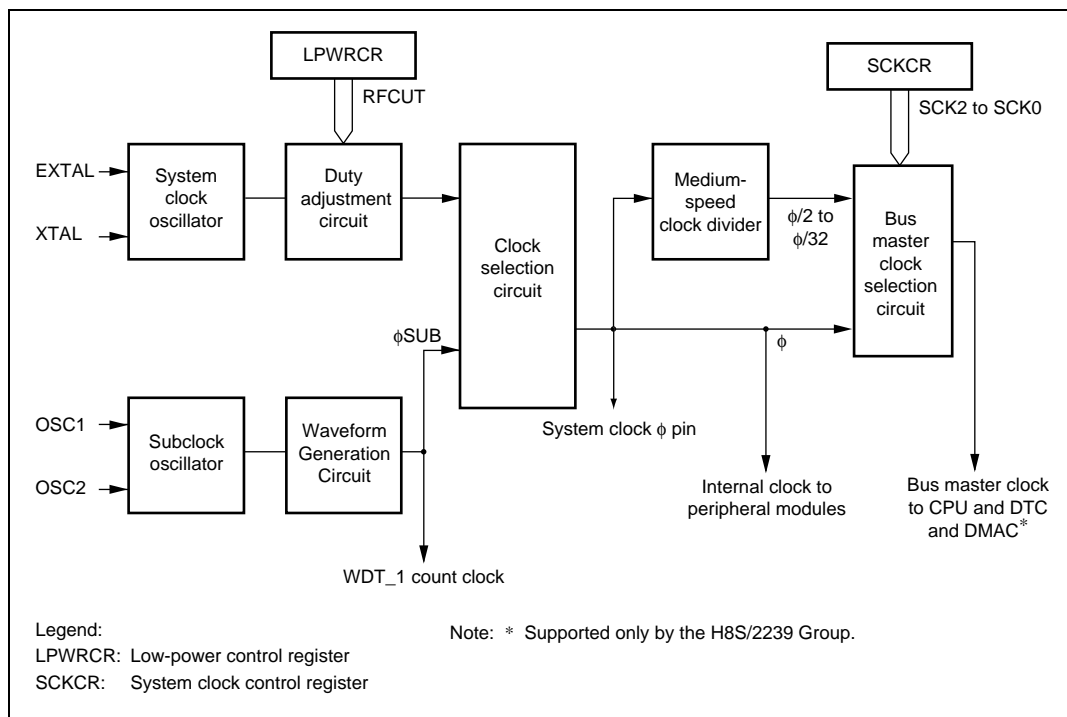 LPWRCR
RFCUT
SCKCR
SCK2 to SCK0
EXTAL
XTAL
System
clock
oscillator
Duty
adjustment
circuit
Clock
selection
circuit
Medium-
speed
clock divider
ϕ/2 to
ϕ/32
Bus
master
clock
selection
circuit
ϕSUB
ϕ
OSC1
OSC2
Subclock
oscillator
Waveform
Generation
Circuit
System clock ϕ pin
Internal clock to
peripheral modules
Bus master clock
to CPU and DTC
and DMAC*
WDT_1 count clock
Legend:
LPWRCR: Low-power control register
SCKCR: System clock control register
Note: * Supported only by the H8S/2239 Group.